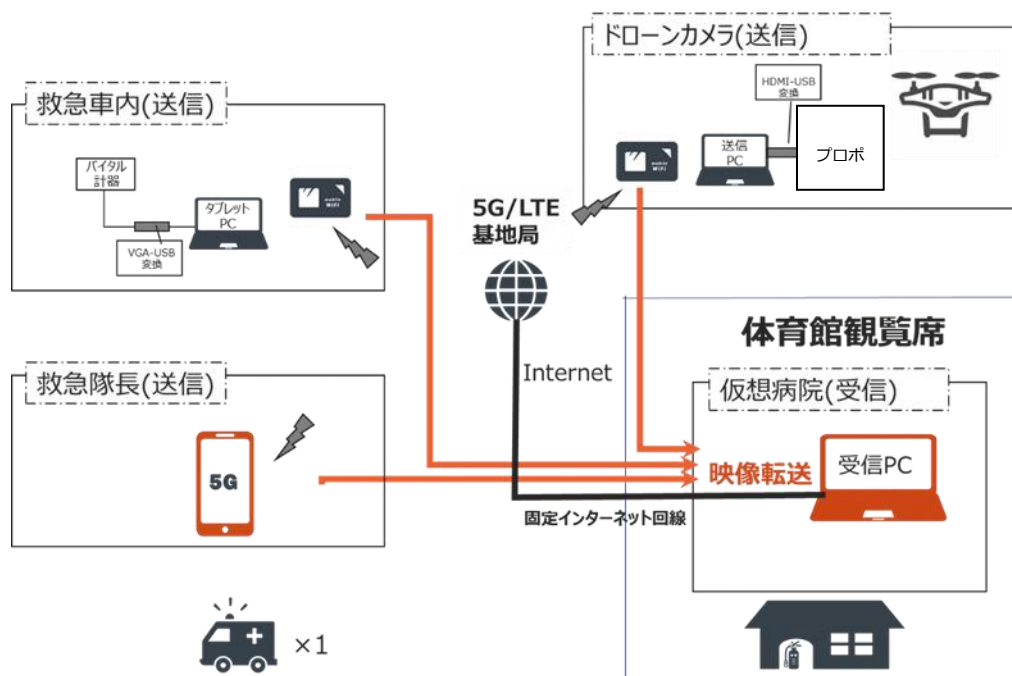 ドローンカメラ(送信)
HDMI-USB
変換
mobile
WiFi
送信
PC
プロポ
救急車内(送信)
バイタル
計器
VGA-USB
変換
タブレット
PC
mobile
WiFi
5G/LTE
基地局
Internet
救急隊長(送信)
5G
×1
体育館観覧席
仮想病院(受信)
映像転送
受信PC
固定インターネット回線